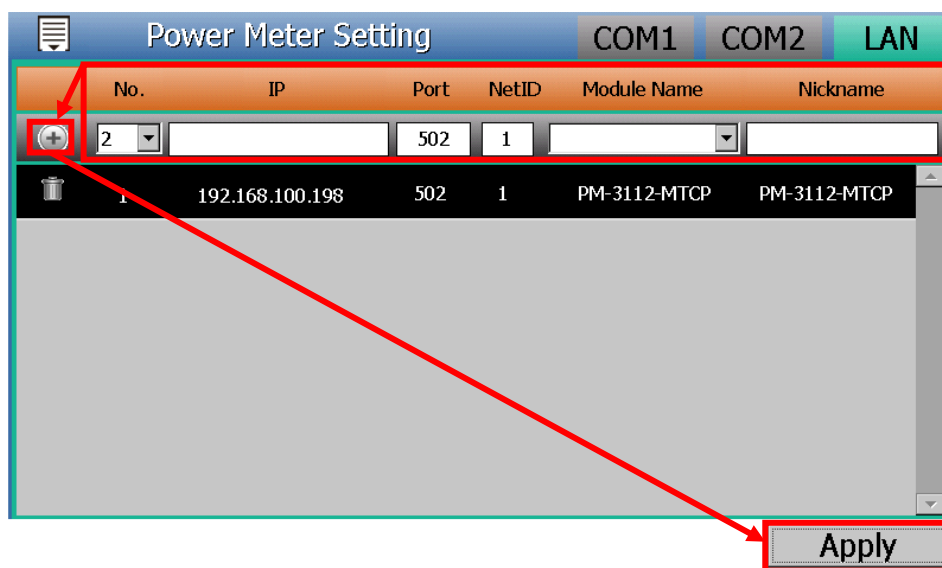 Power Meter Setting COM1 COM2 LAN
No. IP Port NetID Module Name Nickname
2 502 1
1 192.168.100.198 502 1 PM-3112-MTCP PM-3112-MTCP
Apply